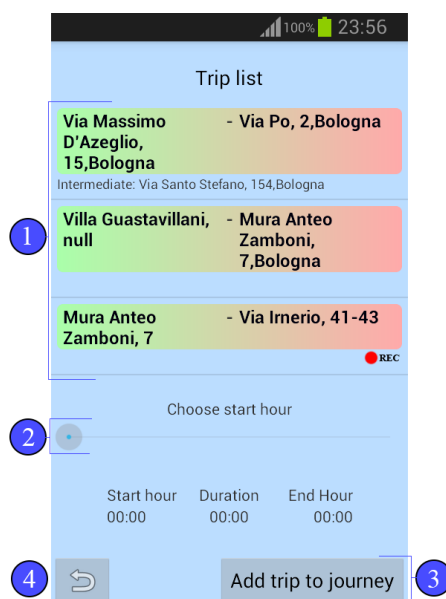 100% 23:56
Trip list
Via Massimo D'Azeglio, 15,Bologna
- Via Po, 2,Bologna
Intermediate: Via Santo Stefano, 154,Bologna
Villa Guastavillani, null
- Mura Anteo Zamboni, 7,Bologna
Mura Anteo Zamboni, 7
- Via Irnerio, 41-43
REC
1
Choose start hour
2
Start hour Duration End Hour
00:00 00:00 00:00
4
Add trip to journey
3